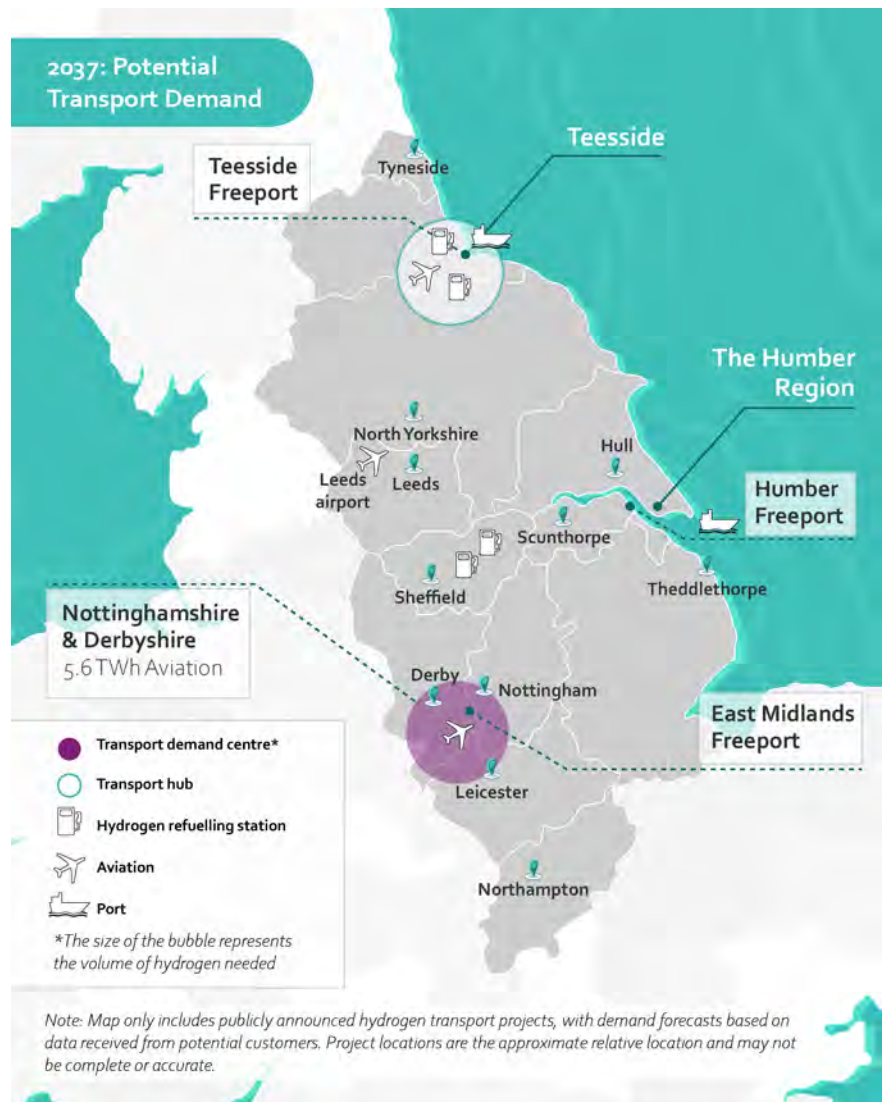 2037: Potential
Transport Demand
Teesside
Teesside
Freeport
Tyneside
The Humber
Region
North Yorkshire
Hull
Leeds
airport
Leeds
Humber
Freeport
Scunthorpe
Sheffield
Theddlethorpe
Nottinghamshire
& Derbyshire
5.6 TWh Aviation
Derby
Nottingham
East Midlands
Freeport
Leicester
Northampton
Transport demand centre*
Transport hub
Hydrogen refuelling station
Aviation
Port
*The size of the bubble represents
the volume of hydrogen needed
Note: Map only includes publicly announced hydrogen transport projects, with demand forecasts based on
data received from potential customers. Project locations are the approximate relative location and may not
be complete or accurate.